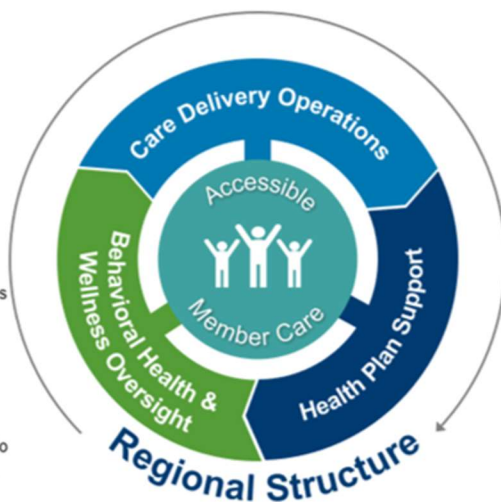 Care Delivery Operations
Accessible
Member Care
Behavioral Health &
Wellness Oversight
Health Plan Support
Regional Structure
s
o